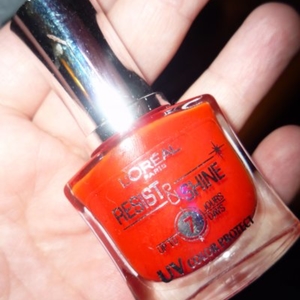 L'ORÉAL
PARIS
RESIST & SHINE
7
UV COLOR PROTECT